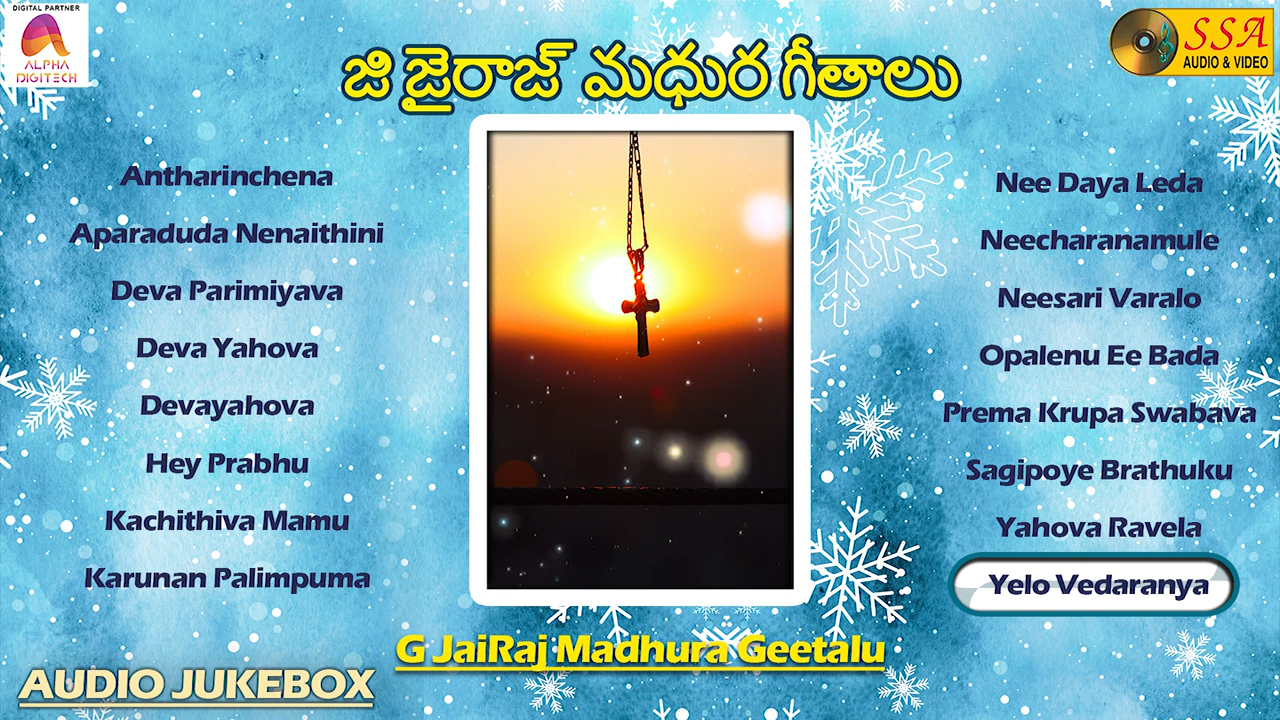 DIGITAL PARTNER
ALPHA
DIGITECH
SSA
AUDIO & VIDEO
జి జైరాజ్ మధుర గీతాలు
Antharinchena
Aparaduda Nenaithini
Deva Parimiyava
Deva Yahova
Devayahova
Hey Prabhu
Kachithiva Mamu
Karunan Palimpuma
Nee Daya Leda
Neecharanamule
Neesari Varalo
Opalenu Ee Bada
Prema Krupa Swabava
Sagipoye Brathuku
Yahova Ravela
Yelo Vedaranya
G JaiRaj Madhura Geetalu
AUDIO JUKEBOX